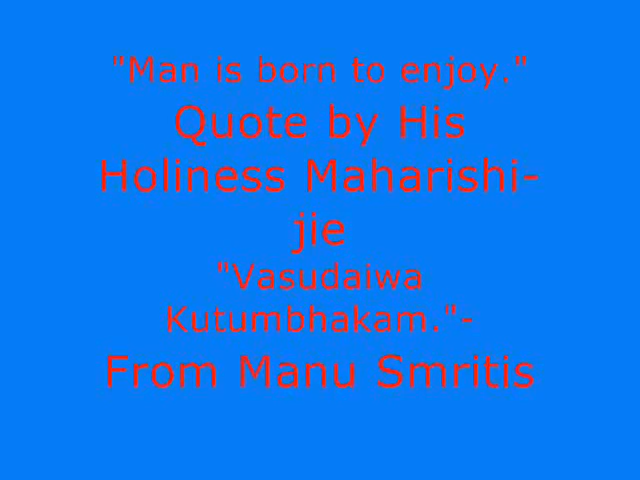 "Man is born to enjoy."
Quote by His
Holiness Maharishi-
jie
"Vasudaiwa
Kutumbhakam."-
From Manu Smritis